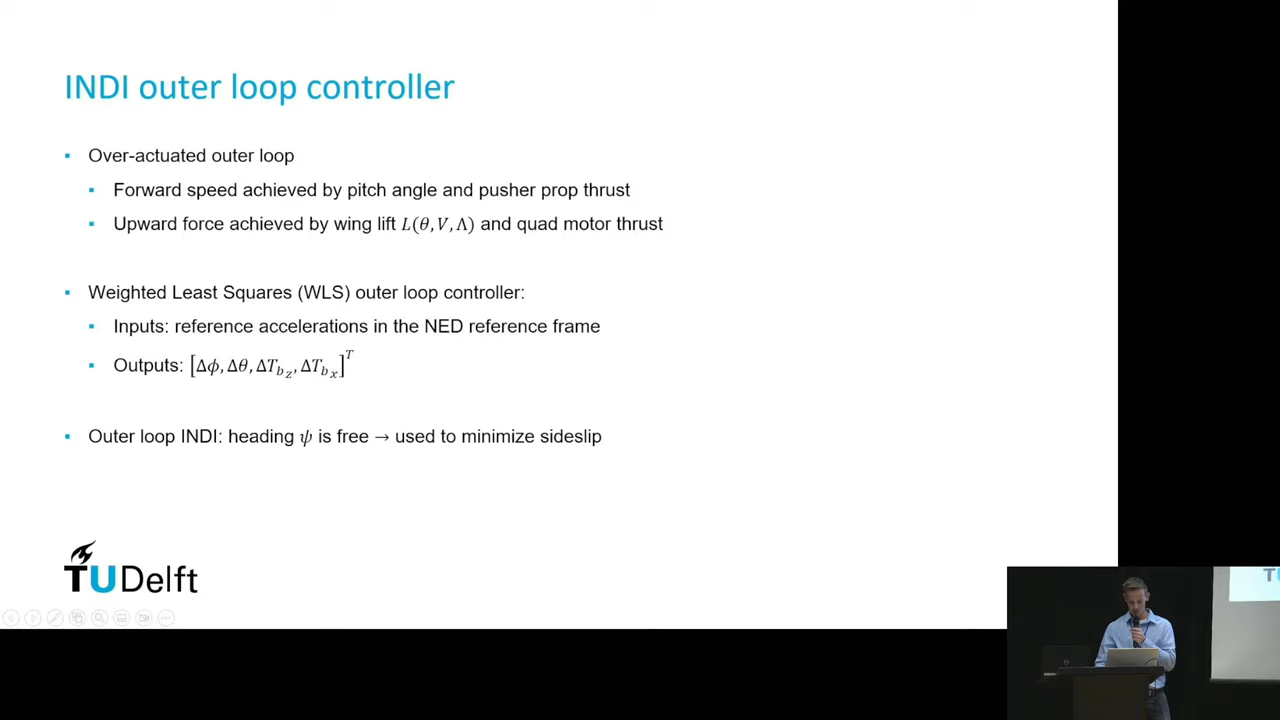 INDI outer loop controller
▪ Over-actuated outer loop
▪ Forward speed achieved by pitch angle and pusher prop thrust
▪ Upward force achieved by wing lift L(θ, V, Λ) and quad motor thrust
▪ Weighted Least Squares (WLS) outer loop controller:
▪ Inputs: reference accelerations in the NED reference frame
▪ Outputs: [Δϕ, Δθ, ΔT_{b_z}, ΔT_{b_x}]^T
▪ Outer loop INDI: heading ψ is free → used to minimize sideslip
TUDelft